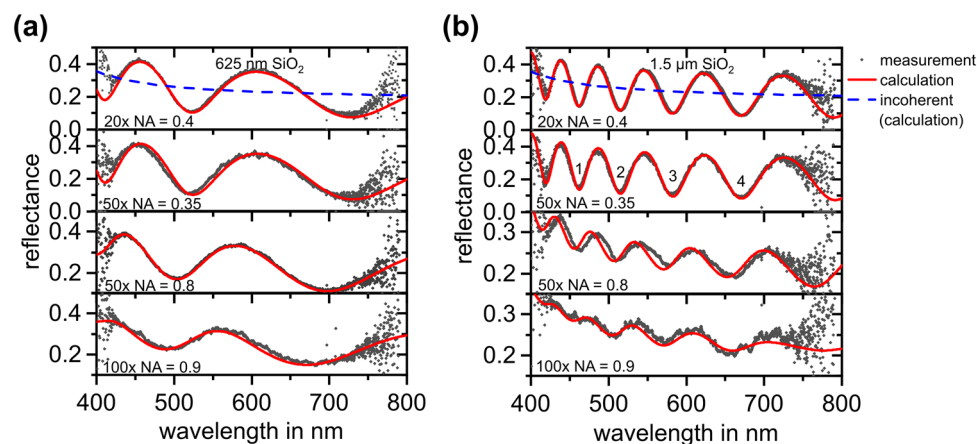 (a)
(b)
625 nm SiO2
1.5 µm SiO2
measurement
calculation
incoherent
(calculation)
0.4
0.2
0.0
20x NA = 0.4
0.4
0.2
0.0
20x NA = 0.4
0.4
0.2
0.0
50x NA = 0.35
0.4
0.2
0.0
1 2 3 4
50x NA = 0.35
0.4
0.2
50x NA = 0.8
0.3
0.2
50x NA = 0.8
0.4
0.2
100x NA = 0.9
0.3
0.2
100x NA = 0.9
reflectance
reflectance
400 500 600 700 800
400 500 600 700 800
wavelength in nm
wavelength in nm